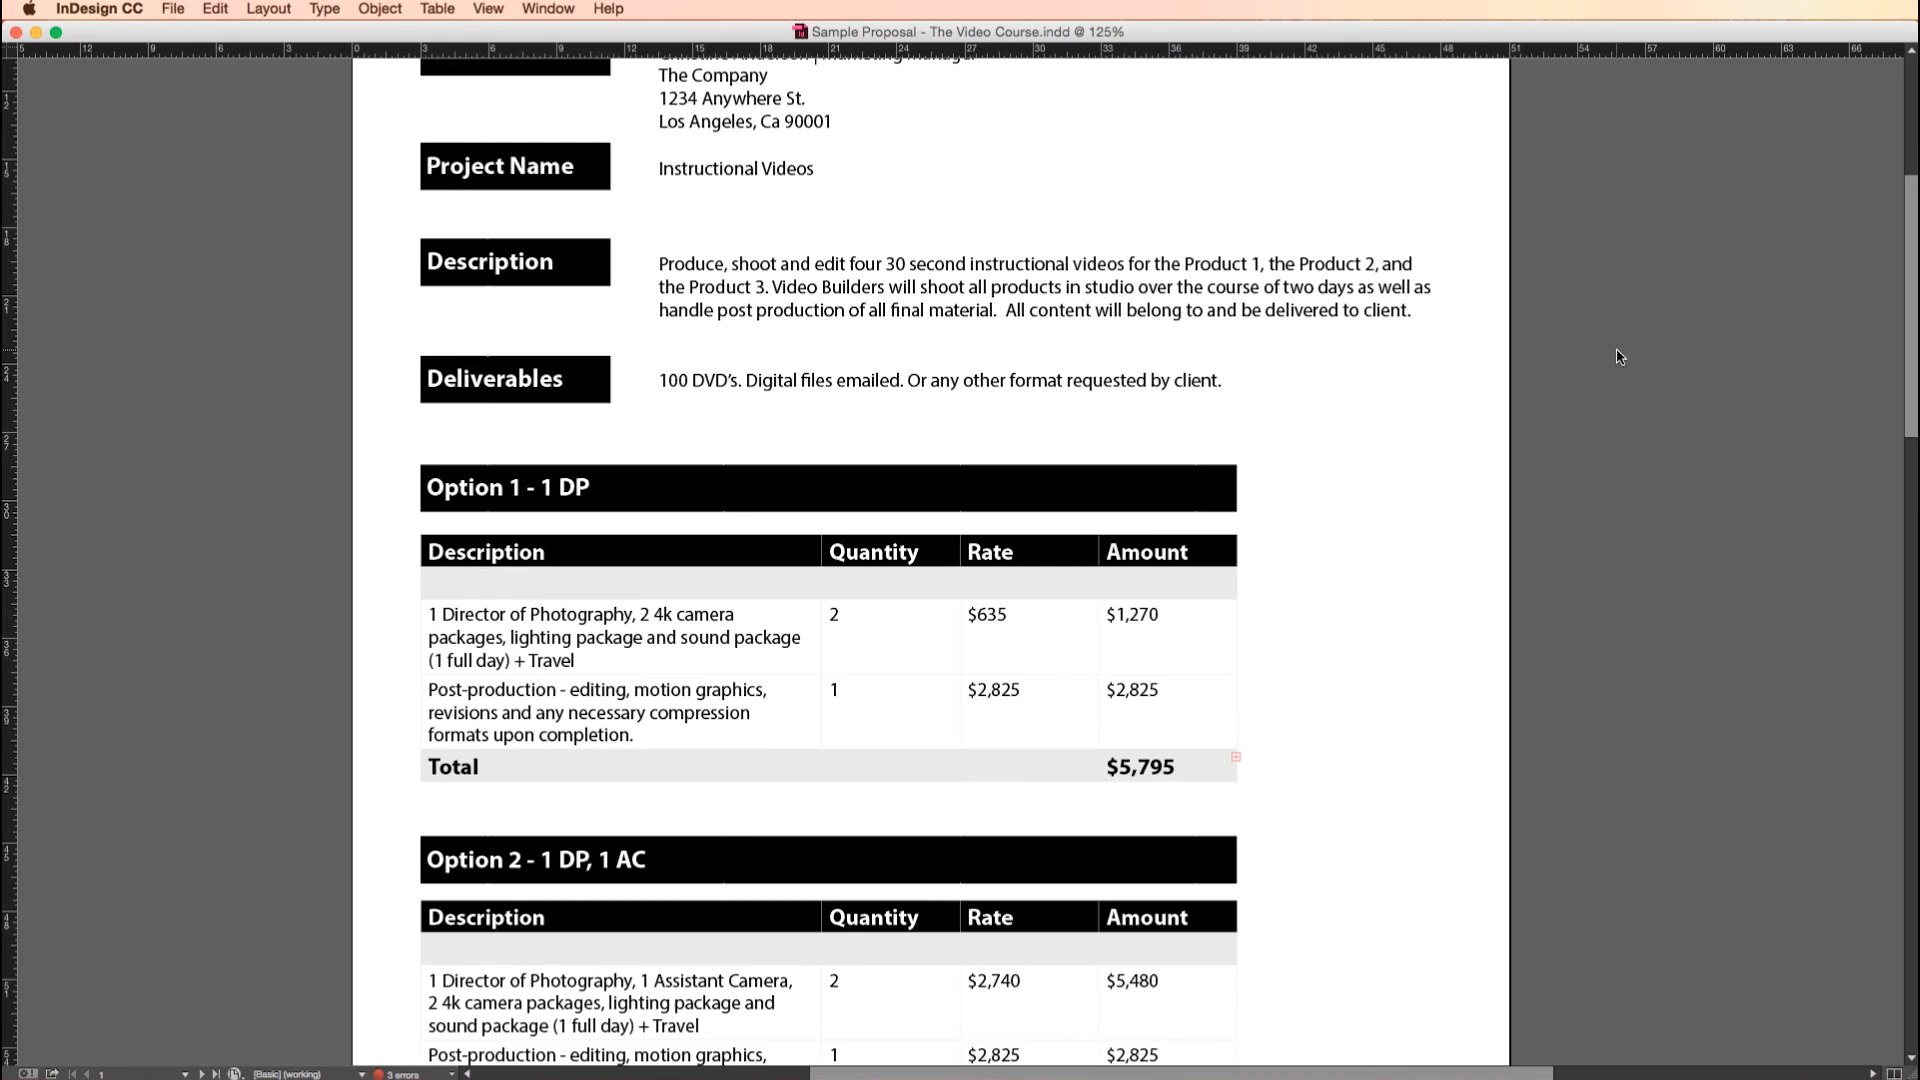 InDesign CC File Edit Layout Type Object Table View Window Help
Sample Proposal - The Video Course.indd @ 125%
The Company
1234 Anywhere St.
Los Angeles, Ca 90001
Project Name
Instructional Videos
Description
Produce, shoot and edit four 30 second instructional videos for the Product 1, the Product 2, and
the Product 3. Video Builders will shoot all products in studio over the course of two days as well as
handle post production of all final material.  All content will belong to and be delivered to client.
Deliverables
100 DVD’s. Digital files emailed. Or any other format requested by client.
Option 1 - 1 DP
Description Quantity Rate Amount
1 Director of Photography, 2 4k camera 2 $635 $1,270
packages, lighting package and sound package
(1 full day) + Travel
Post-production - editing, motion graphics, 1 $2,825 $2,825
revisions and any necessary compression
formats upon completion.
Total $5,795
Option 2 - 1 DP, 1 AC
Description Quantity Rate Amount
1 Director of Photography, 1 Assistant Camera, 2 $2,740 $5,480
2 4k camera packages, lighting package and
sound package (1 full day) + Travel
Post-production - editing, motion graphics, 1 $2,825 $2,825
1 [Basic] (working) 3 errors